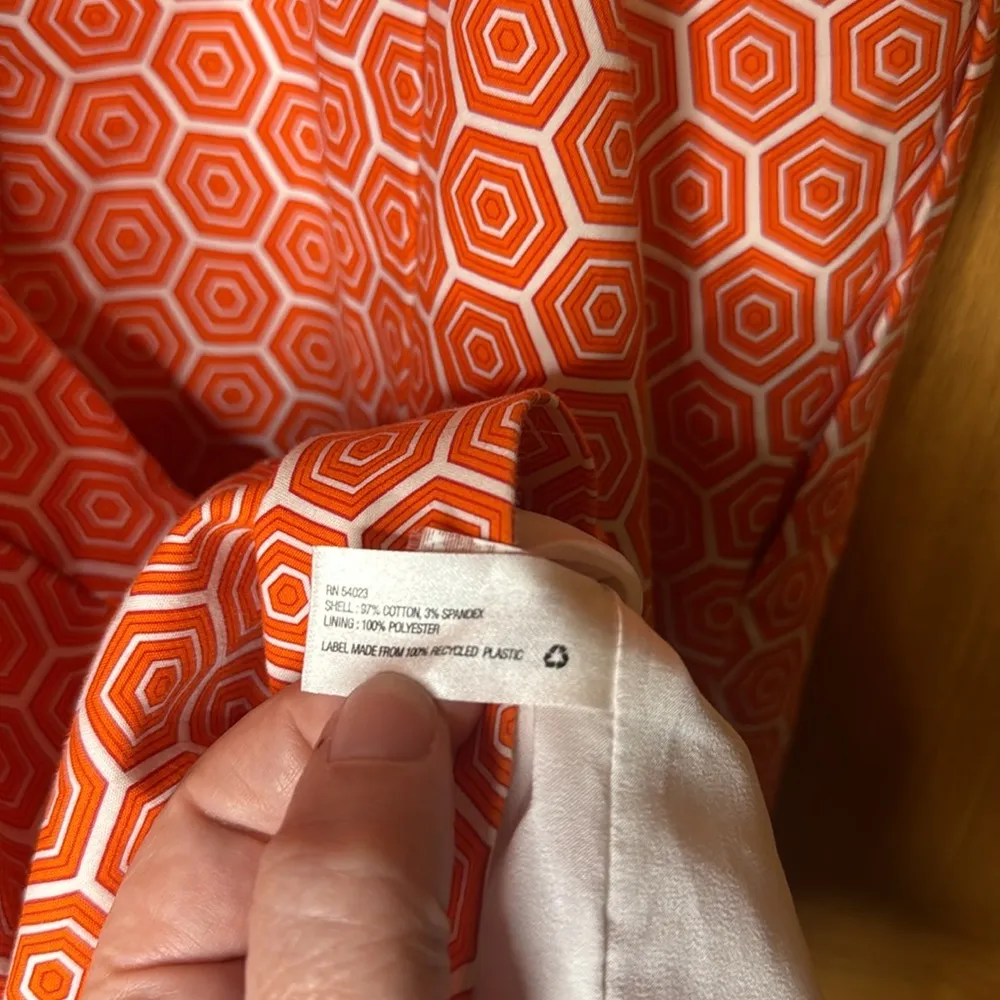 RN 54023
SHELL : 97% COTTON, 3% SPANDEX
LINING : 100% POLYESTER
LABEL MADE FROM 100% RECYCLED PLASTIC